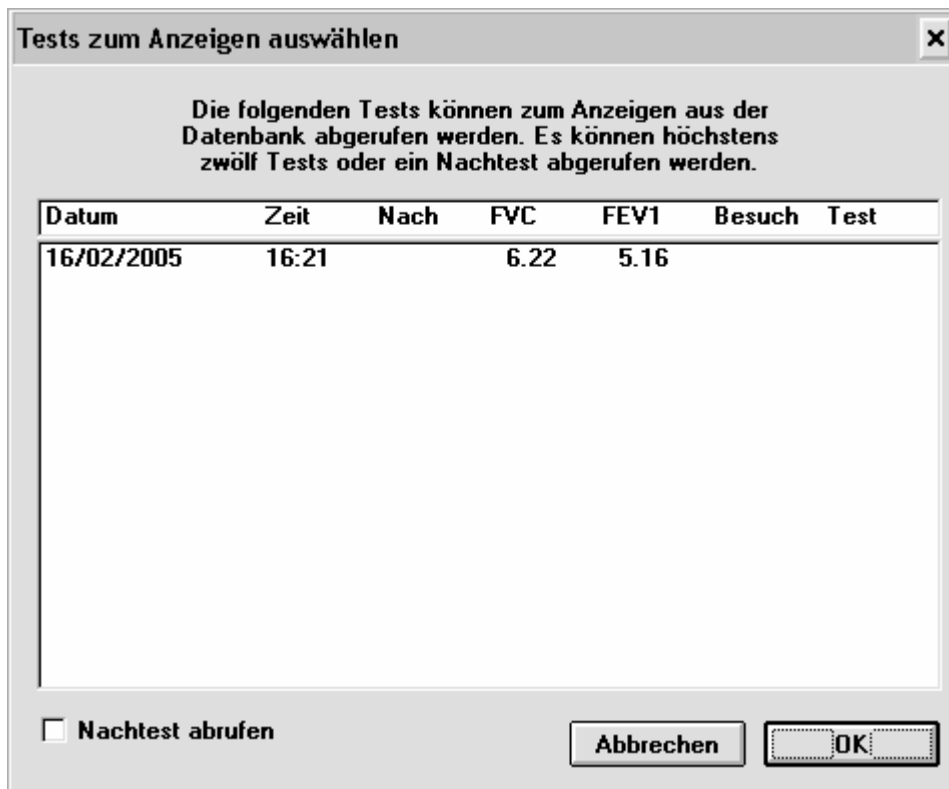 Tests zum Anzeigen auswählen
Die folgenden Tests können zum Anzeigen aus der
Datenbank abgerufen werden. Es können höchstens
zwölf Tests oder ein Nachtest abgerufen werden.
Datum Zeit Nach FVC FEV1 Besuch Test
16/02/2005 16:21 6.22 5.16
Nachtest abrufen
Abbrechen OK